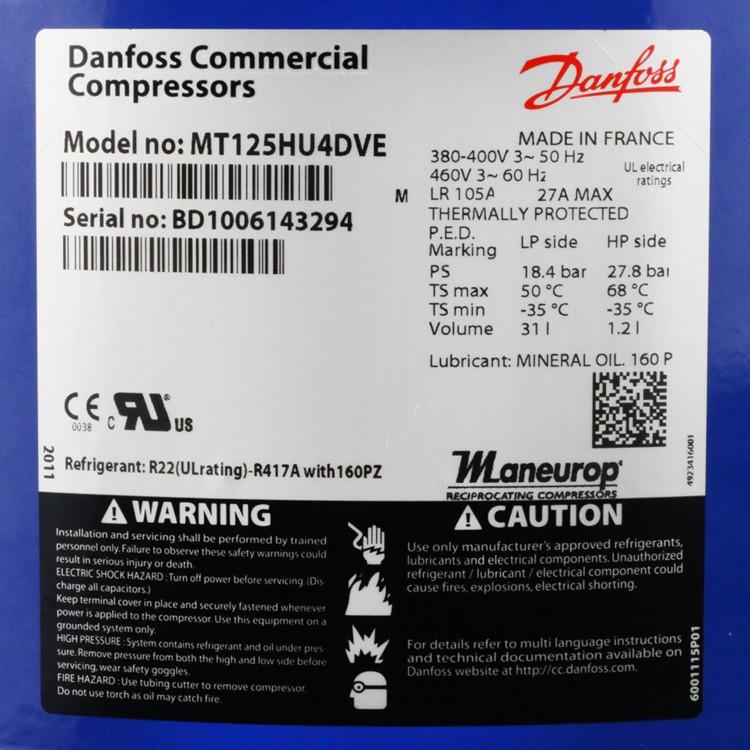 Danfoss Commercial
Compressors
Danfoss
Model no: MT125HU4DVE
Serial no: BD1006143294
MADE IN FRANCE
380-400V 3~ 50 Hz
460V 3~ 60 Hz
UL electrical
ratings
M
LR 105A 27A MAX
THERMALLY PROTECTED
P.E.D.
Marking LP side HP side
PS 18.4 bar 27.8 bar
TS max 50 °C 68 °C
TS min -35 °C -35 °C
Volume 31 l 1.2 l
Lubricant: MINERAL OIL. 160 P
CE
0038
c RU ® US
2011
Refrigerant: R22(ULrating)-R417A with160PZ
4923416001
Maneurop®
RECIPROCATING COMPRESSORS
WARNING
Installation and servicing shall be performed by trained
personnel only. Failure to observe these safety warnings could
result in serious injury or death.
ELECTRIC SHOCK HAZARD : Turn off power before servicing. (Dis-
charge all capacitors.)
Keep terminal cover in place and securely fastened whenever
power is applied to the compressor. Use this equipment on a
grounded system only.
HIGH PRESSURE : System contains refrigerant and oil under pres-
sure. Remove pressure from both the high and low side before
servicing, wear safety goggles.
FIRE HAZARD : Use tubing cutter to remove compressor.
Do not use torch as oil may catch fire.
CAUTION
Use only manufacturer's approved refrigerants,
lubricants and electrical components. Unauthorized
refrigerant / lubricant / electrical component could
cause fires, explosions, electrical shorting.
For details refer to multi language instructions
and technical documentation available on
Danfoss website at http://cc.danfoss.com.
6001115P01